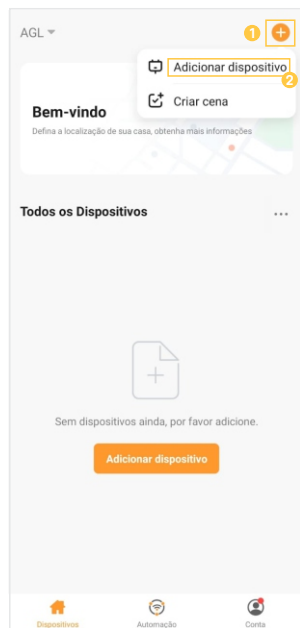 AGL
1
Adicionar dispositivo
2
Criar cena
Bem-vindo
Defina a localização de sua casa, obtenha mais informações
Todos os Dispositivos
...
Sem dispositivos ainda, por favor adicione.
Adicionar dispositivo
Dispositivos
Automação
Conta